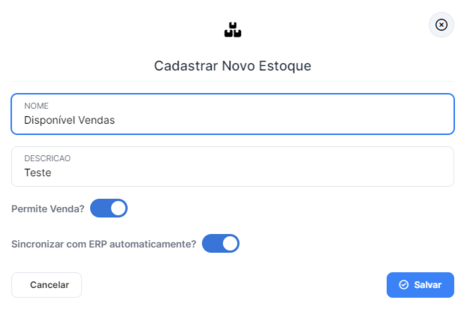 Cadastrar Novo Estoque
NOME
Disponível Vendas
DESCRICAO
Teste
Permite Venda?
Sincronizar com ERP automaticamente?
Cancelar
Salvar